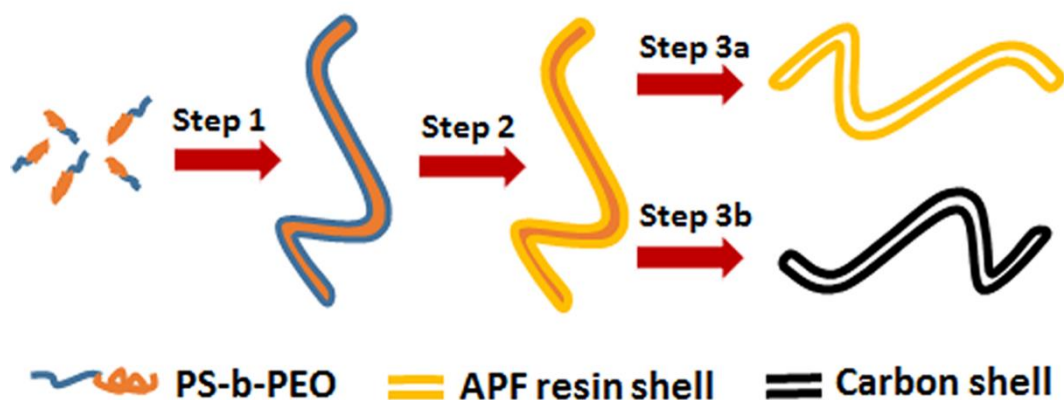 Step 1
Step 2
Step 3a
Step 3b
PS-b-PEO
APF resin shell
Carbon shell